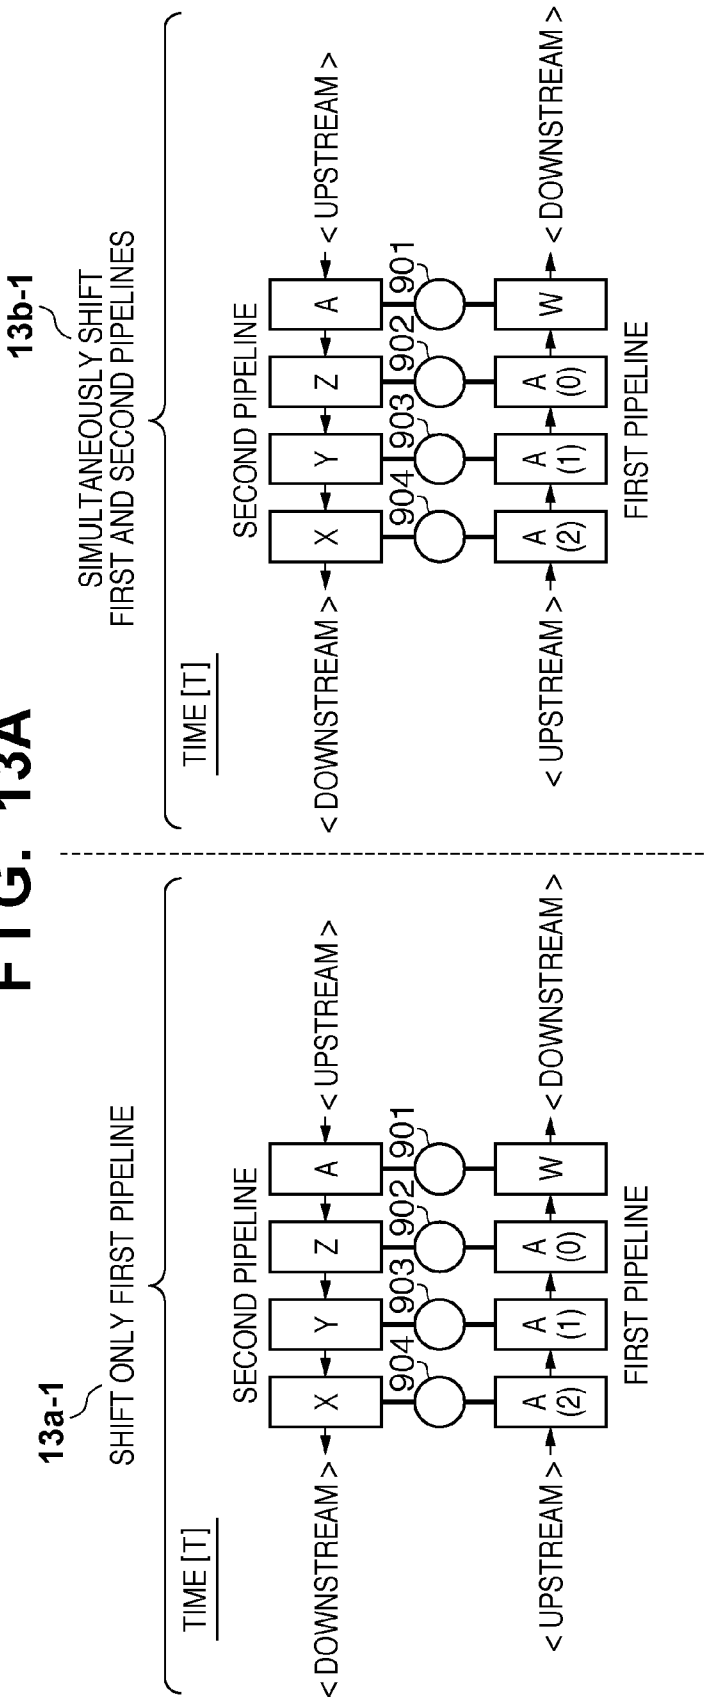 FIG. 13A
13a-1
SHIFT ONLY FIRST PIPELINE
TIME [T]
SECOND PIPELINE
< DOWNSTREAM >
X
Y
Z
A
< UPSTREAM >
904
903
902
901
< UPSTREAM >
A
(2)
A
(1)
A
(0)
W
< DOWNSTREAM >
FIRST PIPELINE
13b-1
SIMULTANEOUSLY SHIFT
FIRST AND SECOND PIPELINES
TIME [T]
SECOND PIPELINE
< DOWNSTREAM >
X
Y
Z
A
< UPSTREAM >
904
903
902
901
< UPSTREAM >
A
(2)
A
(1)
A
(0)
W
< DOWNSTREAM >
FIRST PIPELINE